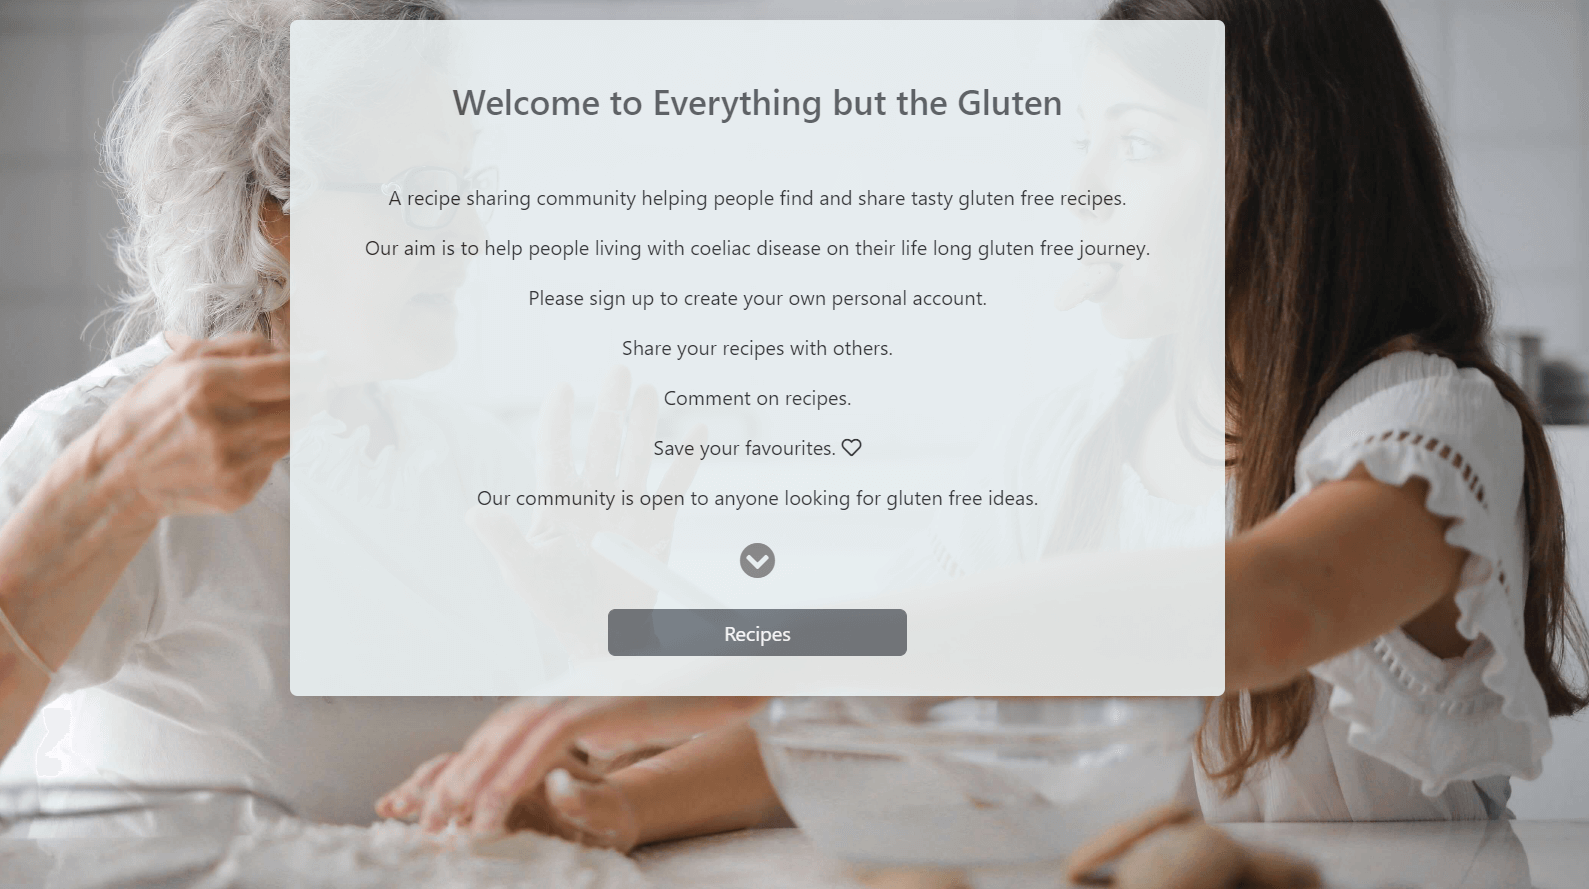 Welcome to Everything but the Gluten
A recipe sharing community helping people find and share tasty gluten free recipes.
Our aim is to help people living with coeliac disease on their life long gluten free journey.
Please sign up to create your own personal account.
Share your recipes with others.
Comment on recipes.
Save your favourites.
Our community is open to anyone looking for gluten free ideas.
Recipes